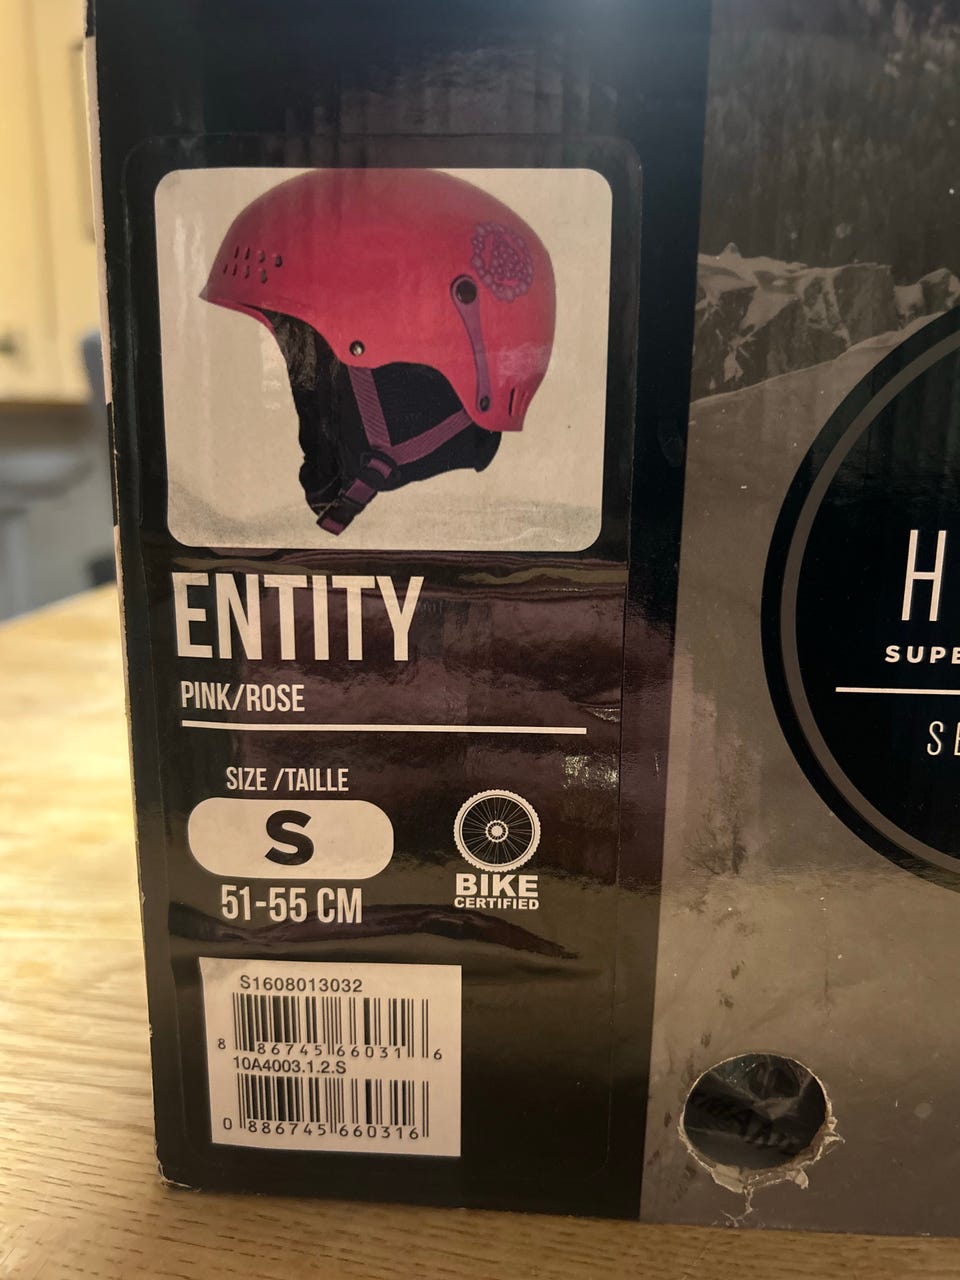 ENTITY
PINK/ROSE
SIZE /TAILLE
S
51-55 CM
BIKE
CERTIFIED
S1608013032
8 86745 66031 6
10A4003.1.2.S
0 886745 660316
H
SUPE
SE